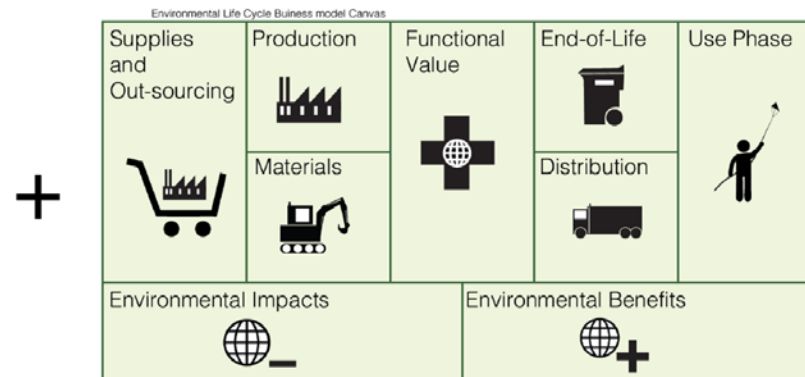 Environmental Life Cycle Buiness model Canvas
Supplies
and
Out-sourcing
Production
Materials
Functional
Value
End-of-Life
Distribution
Use Phase
Environmental Impacts
Environmental Benefits